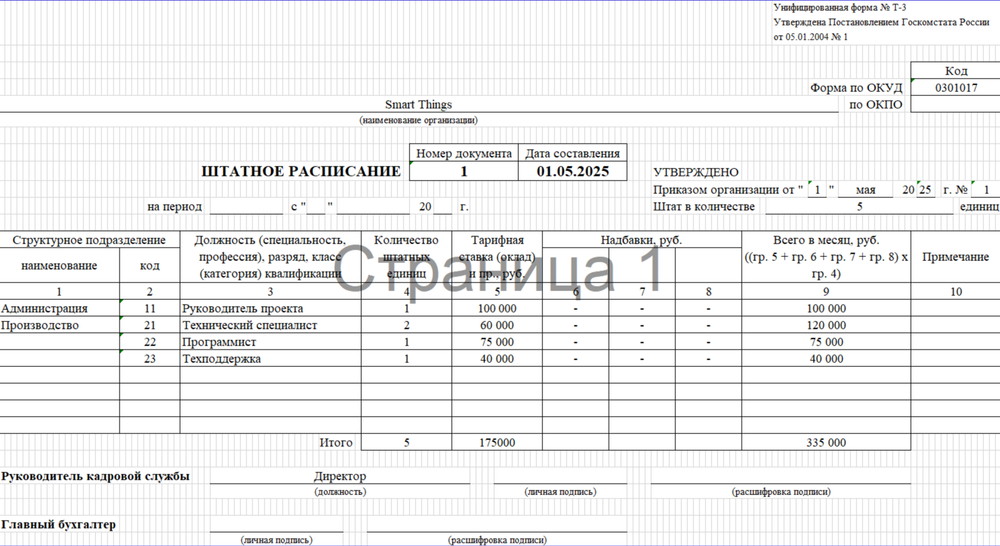 Унифицированная форма № Т-3
Утверждена Постановлением Госкомстата России
от 05.01.2004 № 1
Код
Форма по ОКУД 0301017
Smart Things по ОКПО
(наименование организации)
Номер документа Дата составления
ШТАТНОЕ РАСПИСАНИЕ 1 01.05.2025 УТВЕРЖДЕНО
Приказом организации от " 1 " мая 20 25 г. № 1
на период с " " 20 г. Штат в количестве 5 единиц
Структурное подразделение Должность (специальность, профессия), разряд, класс (категория) квалификации Количество штатных единиц Тарифная ставка (оклад) и пр., руб. Надбавки, руб. Всего в месяц, руб. ((гр. 5 + гр. 6 + гр. 7 + гр. 8) х гр. 4) Примечание
наименование код
Страница 1
1 2 3 4 5 6 7 8 9 10
Администрация 11 Руководитель проекта 1 100 000 - - - 100 000
Производство 21 Технический специалист 2 60 000 - - - 120 000
22 Программист 1 75 000 - - - 75 000
23 Техподдержка 1 40 000 - - - 40 000
Итого 5 175000 335 000
Руководитель кадровой службы Директор
(должность) (личная подпись) (расшифровка подписи)
Главный бухгалтер
(личная подпись) (расшифровка подписи)